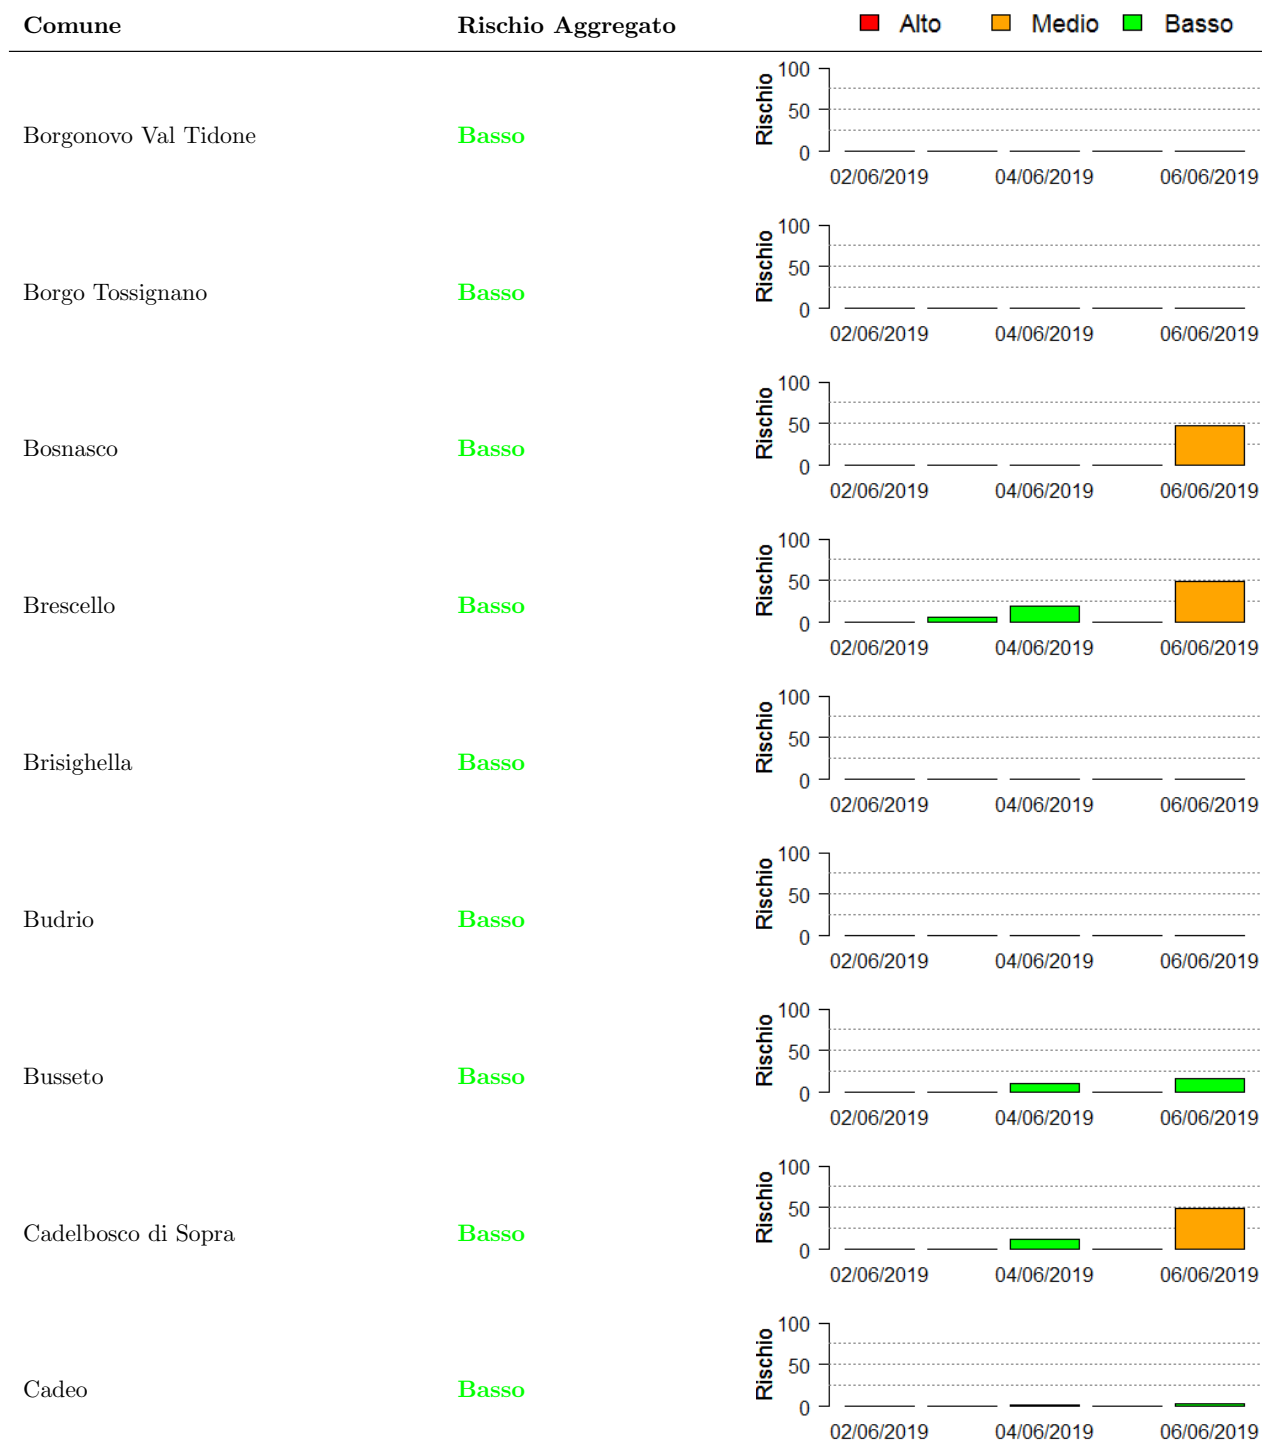 Comune Rischio Aggregato Alto Medio Basso
100
50
0
Rischio
Borgonovo Val Tidone Basso
02/06/2019 04/06/2019 06/06/2019
100
50
0
Rischio
Borgo Tossignano Basso
02/06/2019 04/06/2019 06/06/2019
100
50
0
Rischio
Bosnasco Basso
02/06/2019 04/06/2019 06/06/2019
100
50
0
Rischio
Brescello Basso
02/06/2019 04/06/2019 06/06/2019
100
50
0
Rischio
Brisighella Basso
02/06/2019 04/06/2019 06/06/2019
100
50
0
Rischio
Budrio Basso
02/06/2019 04/06/2019 06/06/2019
100
50
0
Rischio
Busseto Basso
02/06/2019 04/06/2019 06/06/2019
100
50
0
Rischio
Cadelbosco di Sopra Basso
02/06/2019 04/06/2019 06/06/2019
100
50
0
Rischio
Cadeo Basso
02/06/2019 04/06/2019 06/06/2019